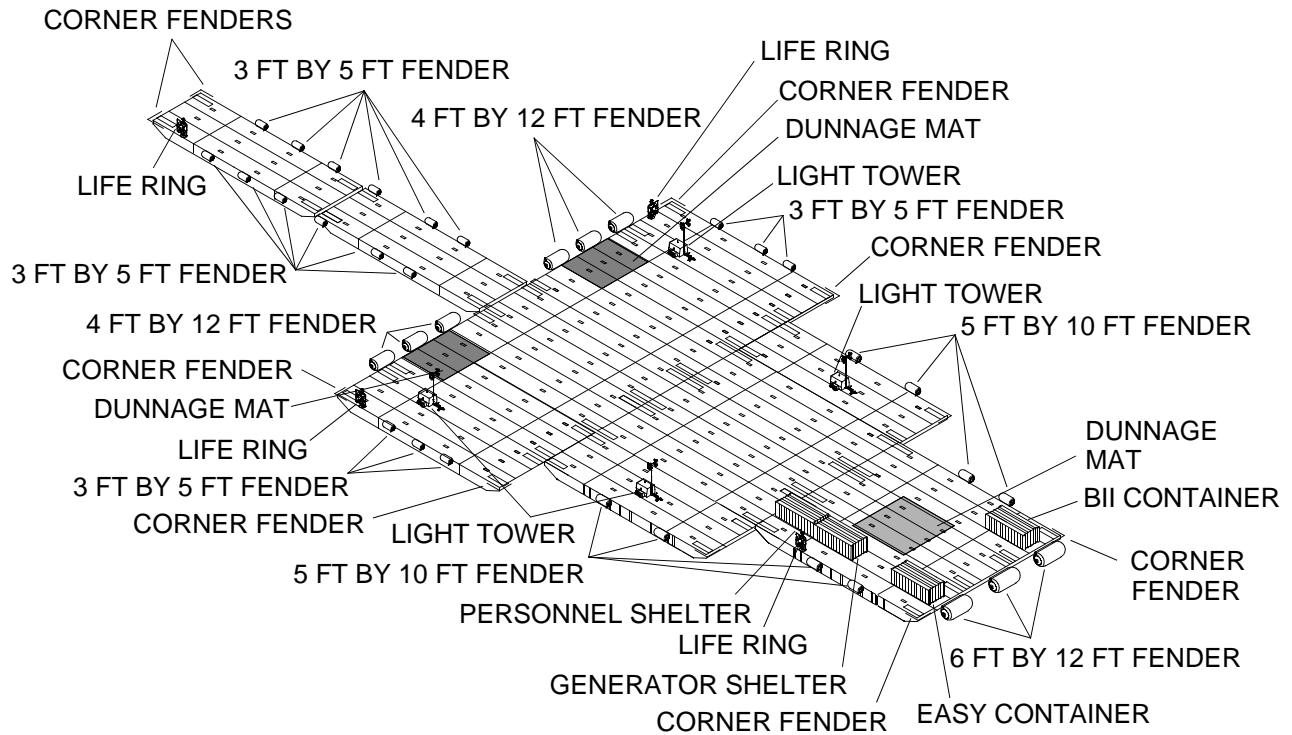 CORNER FENDERS
3 FT BY 5 FT FENDER
LIFE RING
CORNER FENDER
4 FT BY 12 FT FENDER
DUNNAGE MAT
LIFE RING
LIGHT TOWER
3 FT BY 5 FT FENDER
CORNER FENDER
3 FT BY 5 FT FENDER
LIGHT TOWER
4 FT BY 12 FT FENDER
5 FT BY 10 FT FENDER
CORNER FENDER
DUNNAGE MAT
LIFE RING
DUNNAGE
MAT
3 FT BY 5 FT FENDER
BII CONTAINER
CORNER FENDER
LIGHT TOWER
5 FT BY 10 FT FENDER
CORNER
FENDER
PERSONNEL SHELTER
LIFE RING
6 FT BY 12 FT FENDER
GENERATOR SHELTER
CORNER FENDER
EASY CONTAINER